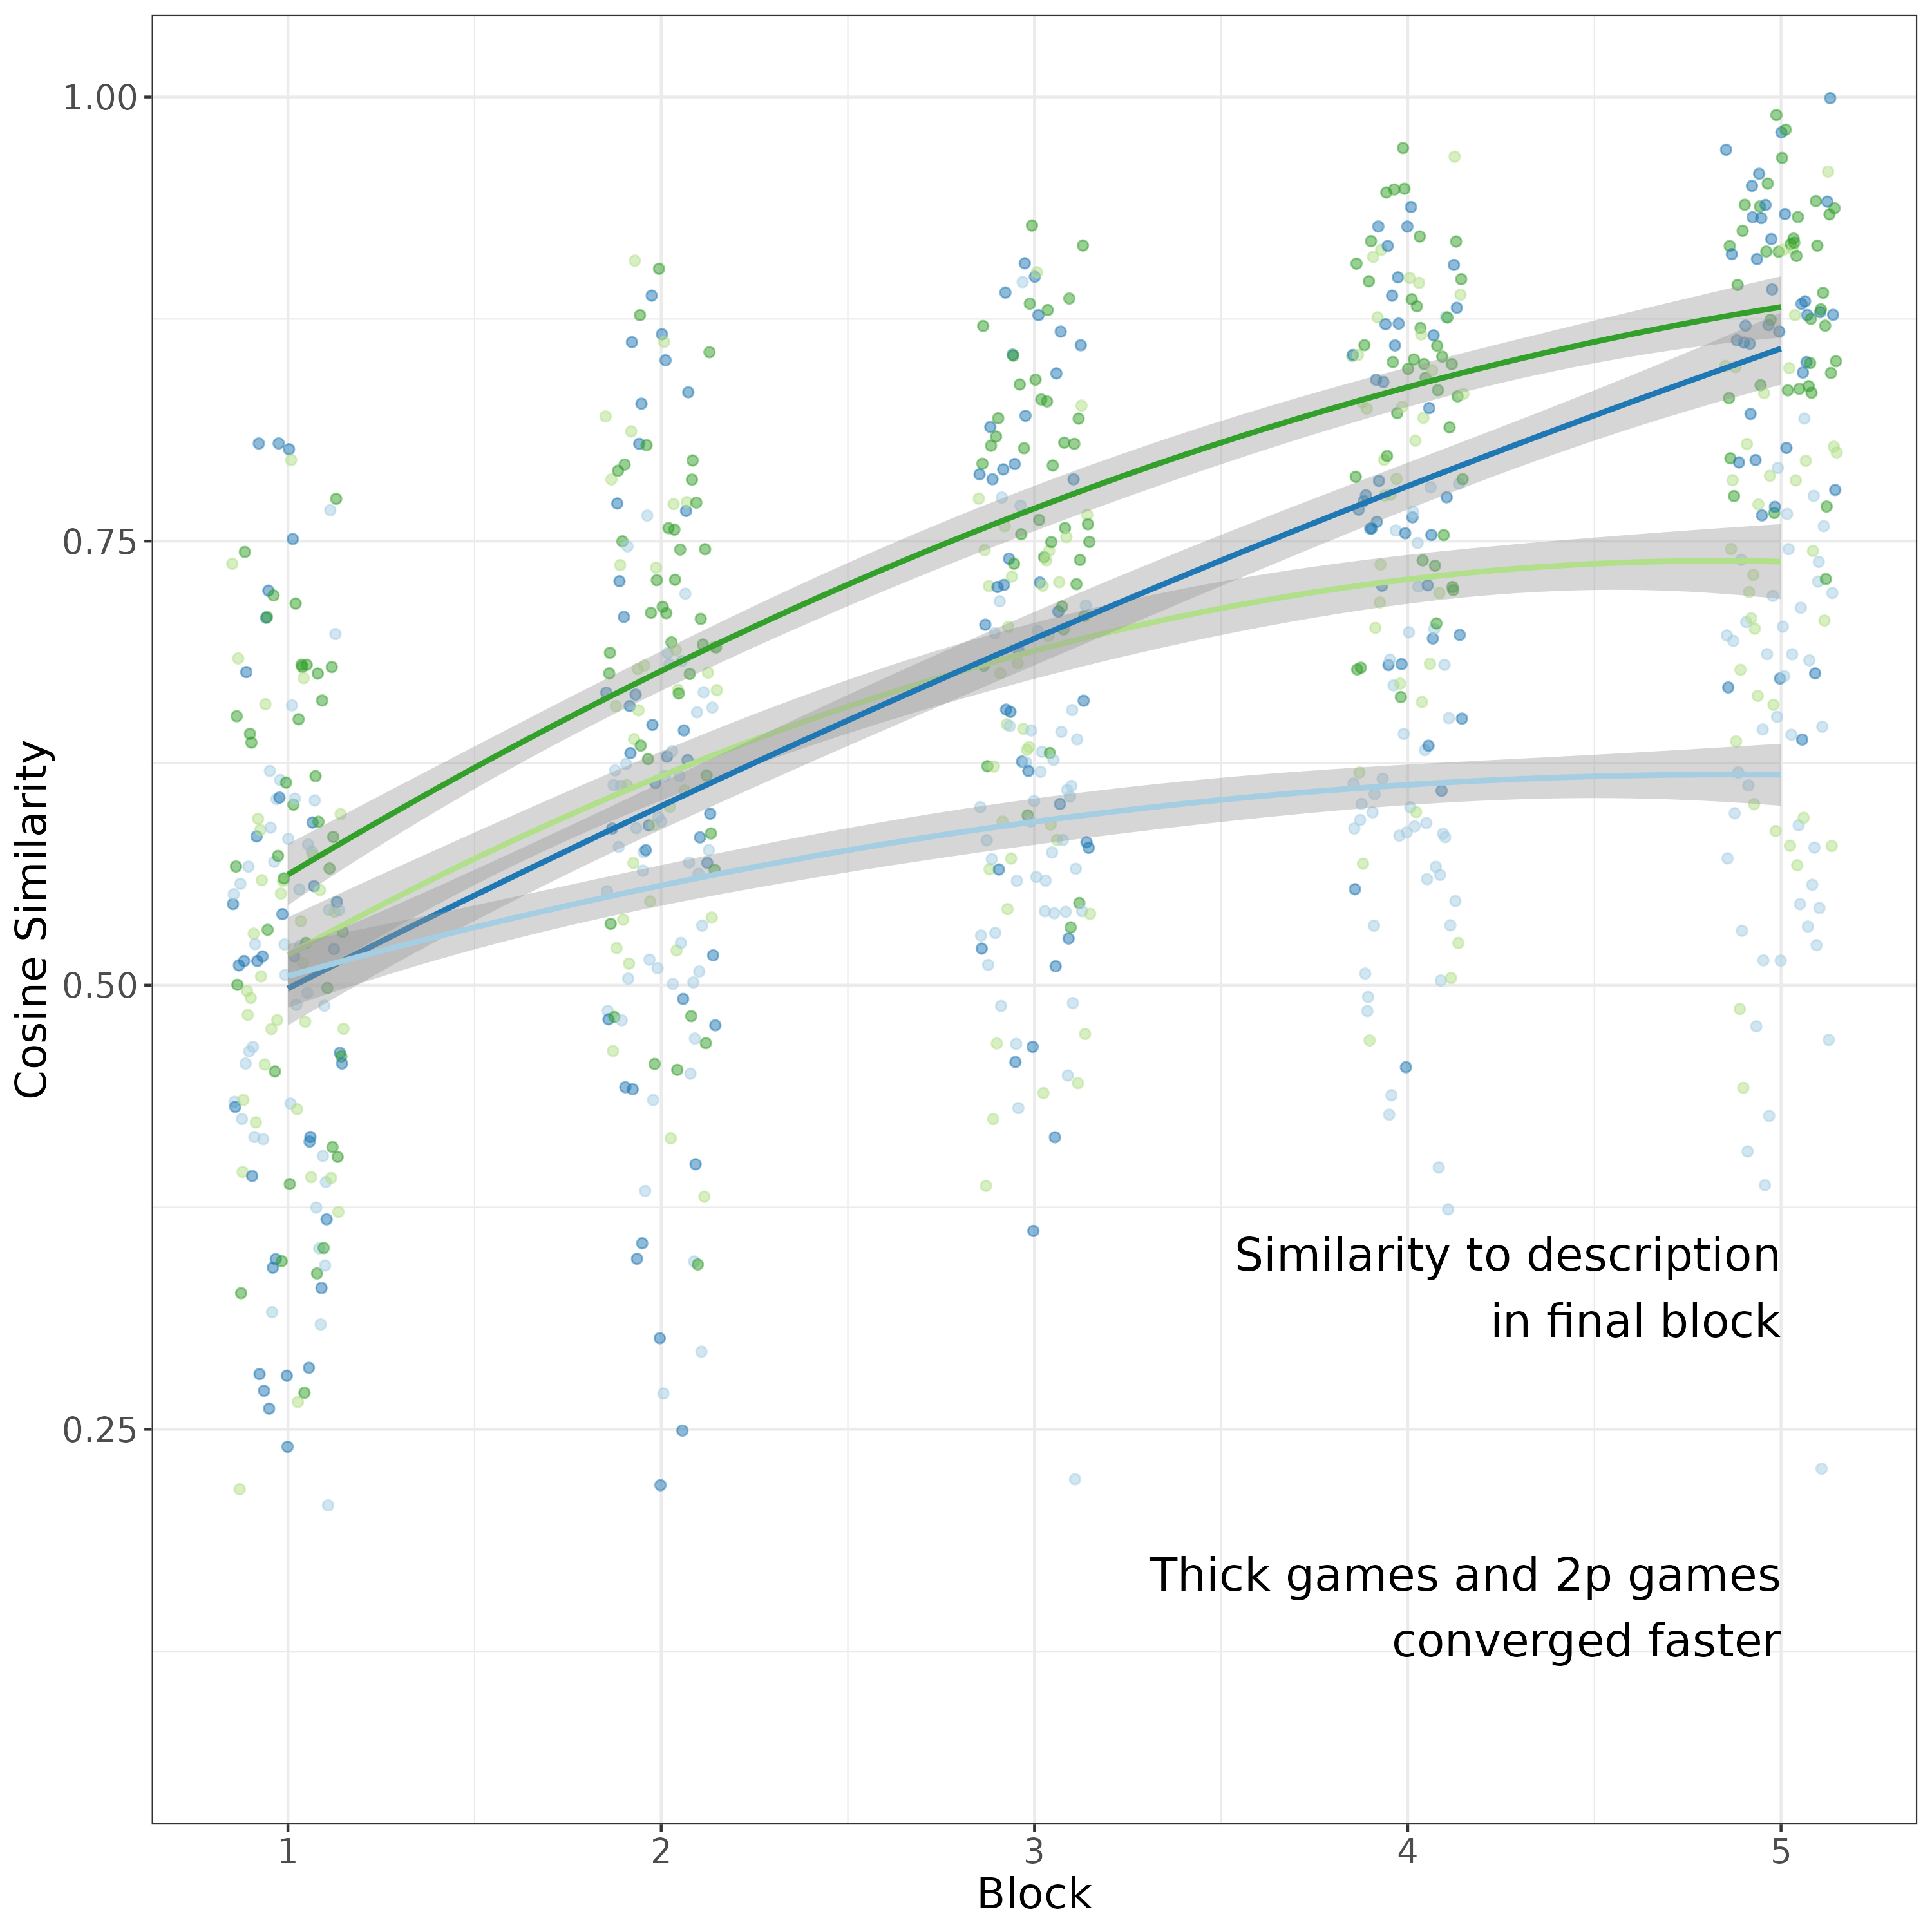 1.00
0.75
0.50
0.25
Cosine Similarity
Similarity to description
in final block
Thick games and 2p games
converged faster
1 2 3 4 5
Block